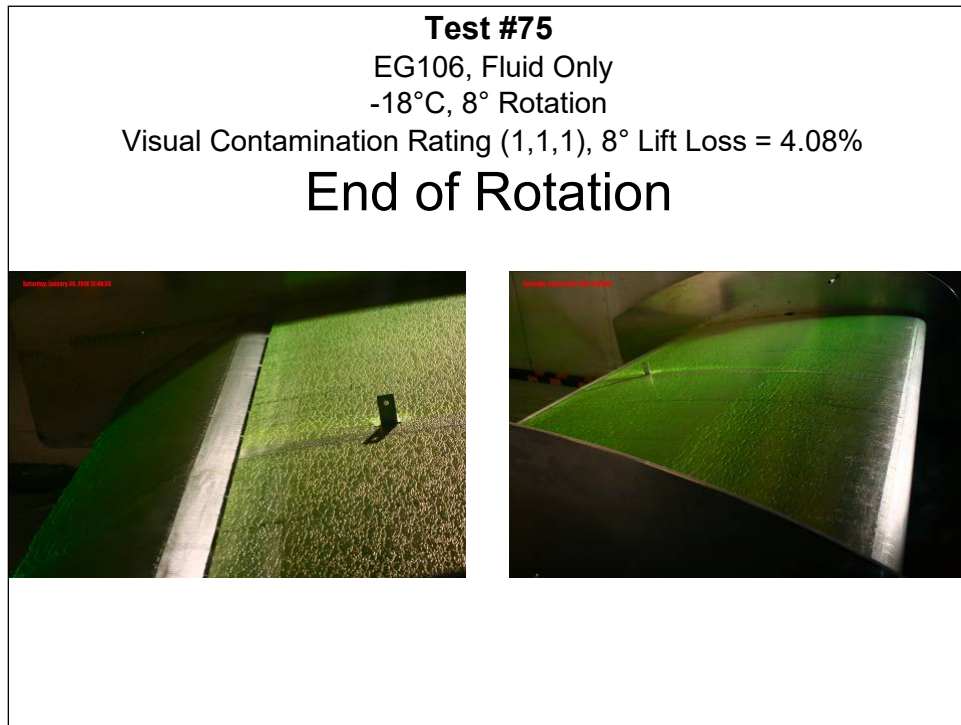 Test #75
EG106, Fluid Only
-18°C, 8° Rotation
Visual Contamination Rating (1,1,1), 8° Lift Loss = 4.08%
End of Rotation